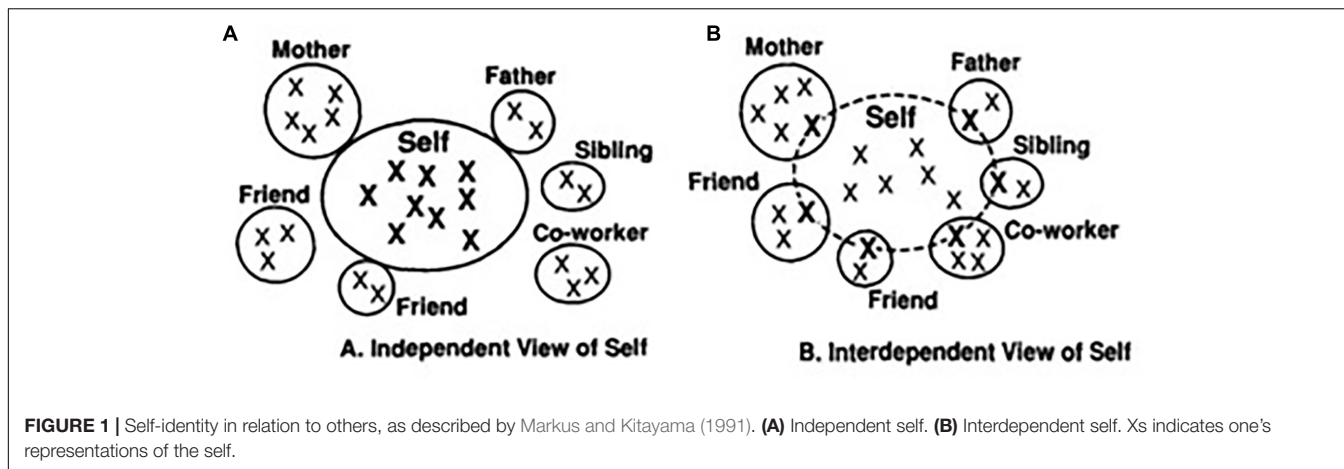 A
Mother
X X
X X X
Father
X
X
Self
X X X
X X X
X
X X
Sibling
X X
Friend
X X
X
Co-worker
X X
X
X X
Friend
A. Independent View of Self
B
Mother
X X
X X
X
Father
X
X
Self
X X
X X X
X
Sibling
X X
Friend
X X
X
Co-worker
X X
X X
X
X
Friend
B. Interdependent View of Self
FIGURE 1 | Self-identity in relation to others, as described by Markus and Kitayama (1991). (A) Independent self. (B) Interdependent self. Xs indicates one’s
representations of the self.